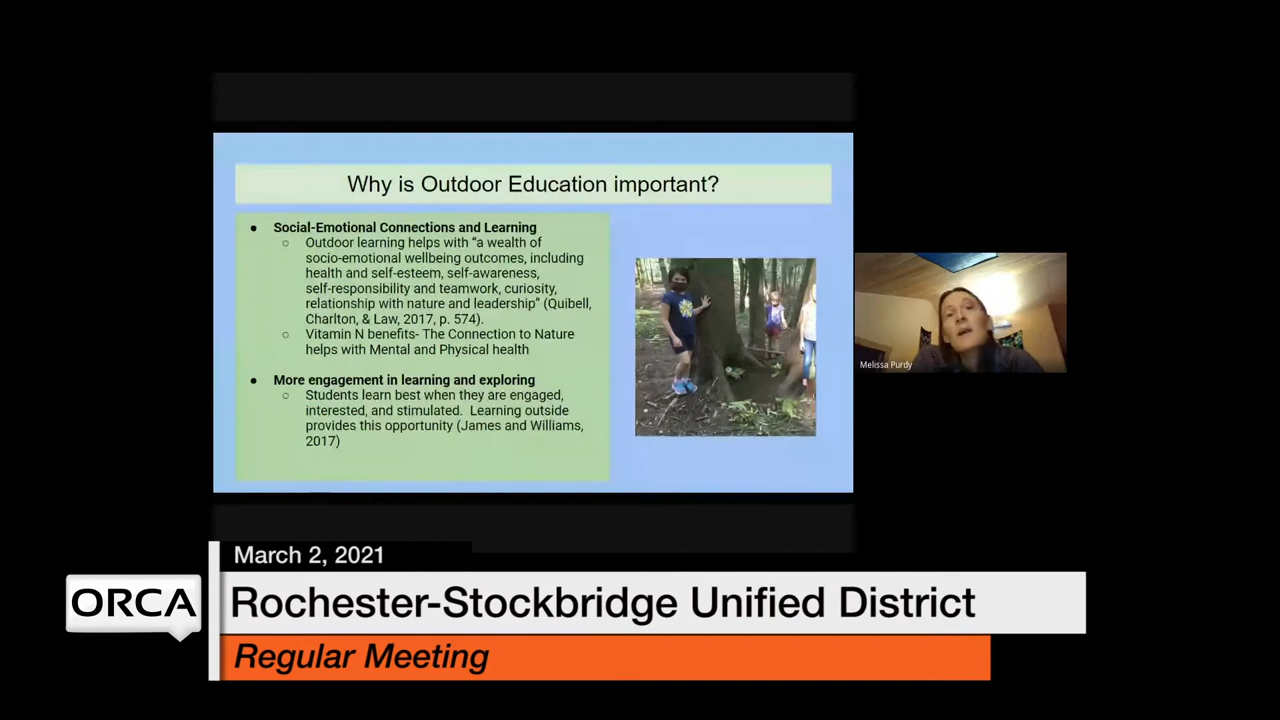 Why is Outdoor Education important?
● Social-Emotional Connections and Learning
○ Outdoor learning helps with “a wealth of
socio-emotional wellbeing outcomes, including
health and self-esteem, self-awareness,
self-responsibility and teamwork, curiosity,
relationship with nature and leadership” (Quibell,
Charlton, & Law, 2017, p. 574).
○ Vitamin N benefits- The Connection to Nature
helps with Mental and Physical health
● More engagement in learning and exploring
○ Students learn best when they are engaged,
interested, and stimulated. Learning outside
provides this opportunity (James and Williams,
2017)
Melissa Purdy
March 2, 2021
ORCA
Rochester-Stockbridge Unified District
Regular Meeting